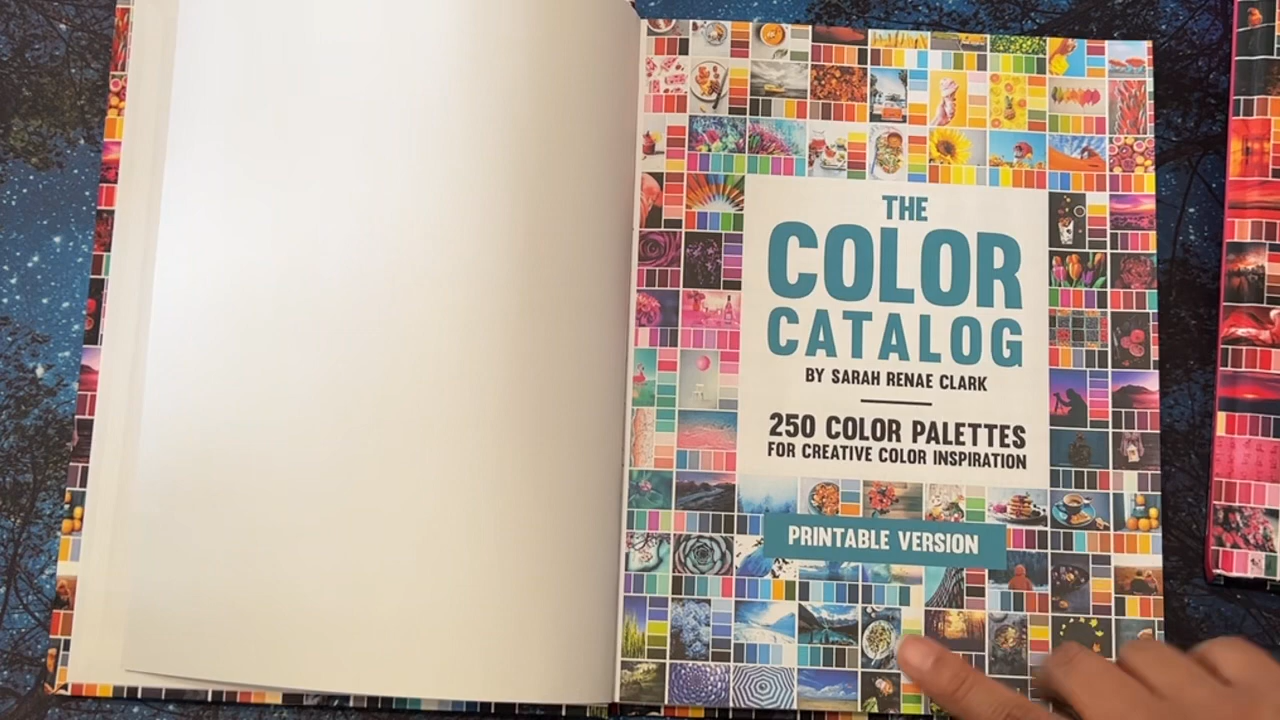 THE
COLOR
CATALOG
BY SARAH RENAE CLARK
250 COLOR PALETTES
FOR CREATIVE COLOR INSPIRATION
PRINTABLE VERSION